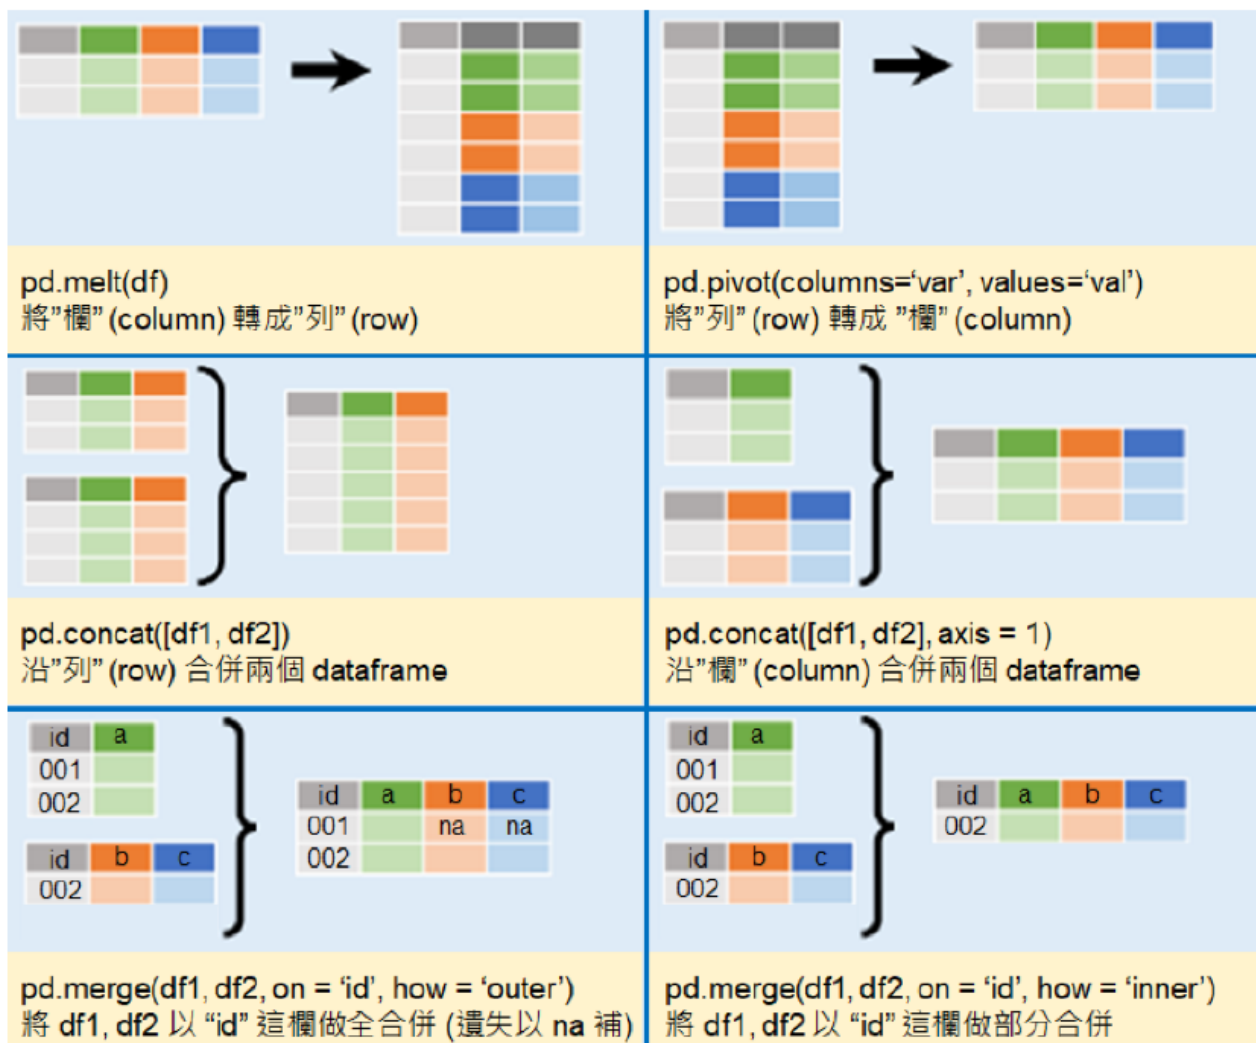 pd.melt(df)
將”欄” (column) 轉成”列” (row)
pd.pivot(columns=‘var’, values=‘val’)
將”列” (row) 轉成 ”欄” (column)
pd.concat([df1, df2])
沿”列” (row) 合併兩個 dataframe
pd.concat([df1, df2], axis = 1)
沿”欄” (column) 合併兩個 dataframe
id a
001
002
id b c
002
id a b c
001 na na
002
pd.merge(df1, df2, on = ‘id’, how = ‘outer’)
將 df1, df2 以 “id” 這欄做全合併 (遺失以 na 補)
id a
001
002
id b c
002
id a b c
002
pd.merge(df1, df2, on = ‘id’, how = ‘inner’)
將 df1, df2 以 “id” 這欄做部分合併